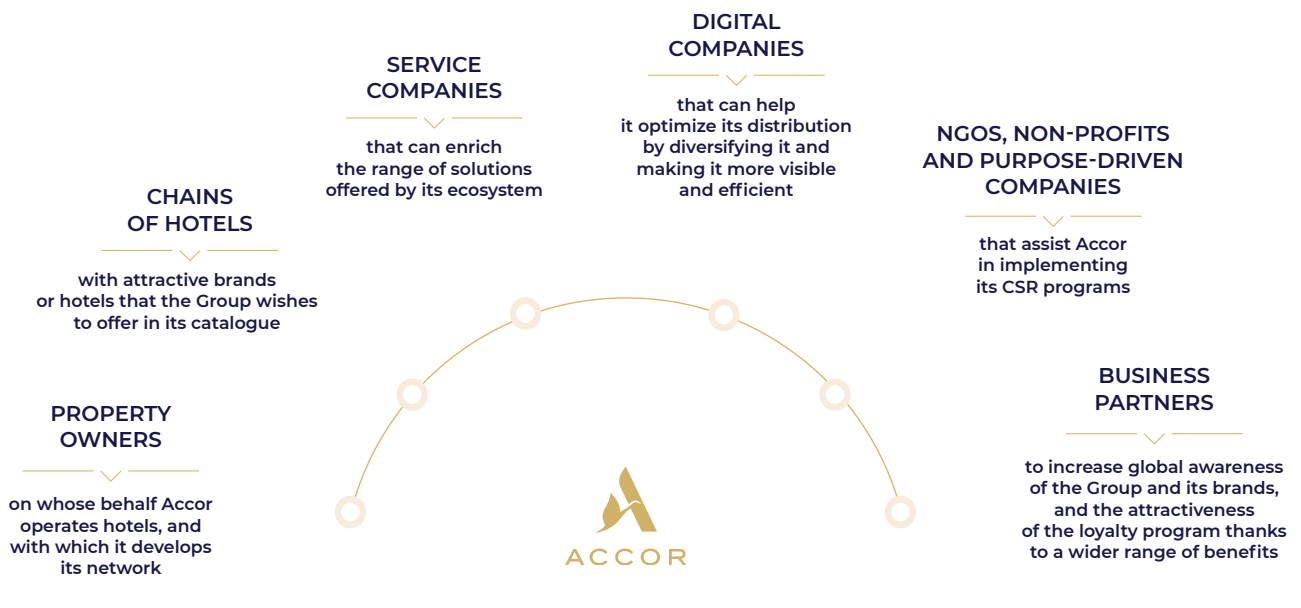 PROPERTY
OWNERS
on whose behalf Accor
operates hotels, and
with which it develops
its network
CHAINS
OF HOTELS
with attractive brands
or hotels that the Group wishes
to offer in its catalogue
SERVICE
COMPANIES
that can enrich
the range of solutions
offered by its ecosystem
DIGITAL
COMPANIES
that can help
it optimize its distribution
by diversifying it and
making it more visible
and efficient
NGOS, NON-PROFITS
AND PURPOSE-DRIVEN
COMPANIES
that assist Accor
in implementing
its CSR programs
BUSINESS
PARTNERS
to increase global awareness
of the Group and its brands,
and the attractiveness
of the loyalty program thanks
to a wider range of benefits
ACCOR